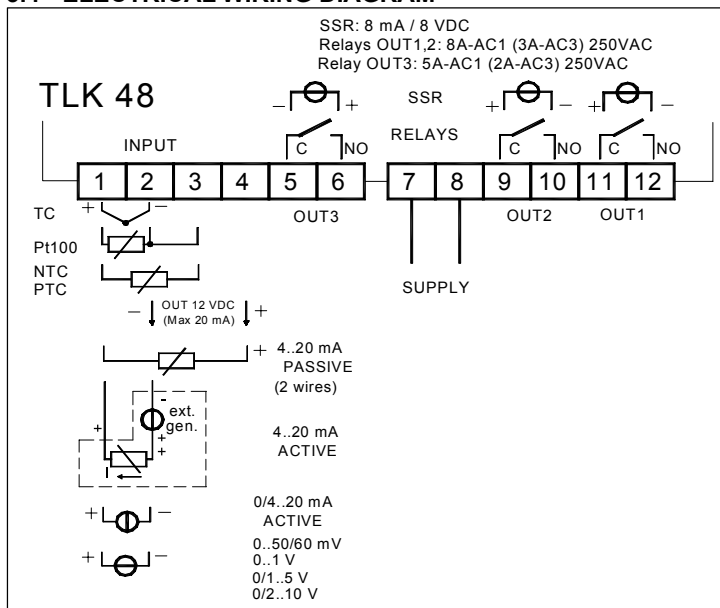 SSR: 8 mA / 8 VDC
Relays OUT1,2: 8A-AC1 (3A-AC3) 250VAC
Relay OUT3: 5A-AC1 (2A-AC3) 250VAC
TLK 48
− + SSR + − + −
INPUT C NO RELAYS C NO C NO
1 2 3 4 5 6 7 8 9 10 11 12
TC + −
OUT3 OUT2 OUT1
Pt100
NTC
PTC
SUPPLY
− OUT 12 VDC +
(Max 20 mA)
+ 4..20 mA
PASSIVE
(2 wires)
-
ext.
gen.
+ +
+
4..20 mA
ACTIVE
I
+ − 0/4..20 mA
ACTIVE
+ − 0..50/60 mV
0..1 V
0/1..5 V
0/2..10 V